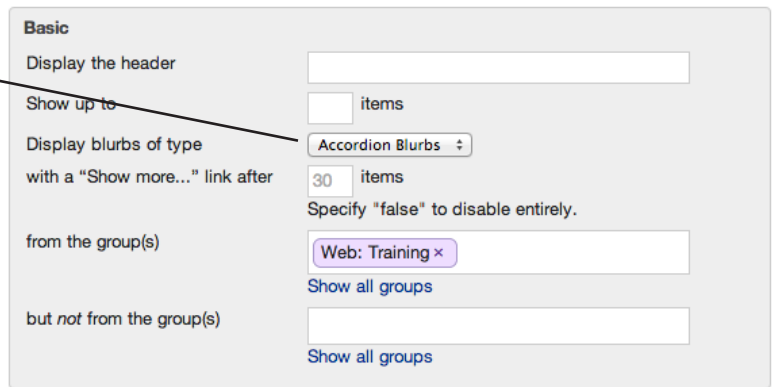 Basic
Display the header
Show up to items
Display blurbs of type Accordion Blurbs
with a “Show more...” link after 30 items
Specify "false" to disable entirely.
from the group(s) Web: Training ×
Show all groups
but not from the group(s)
Show all groups